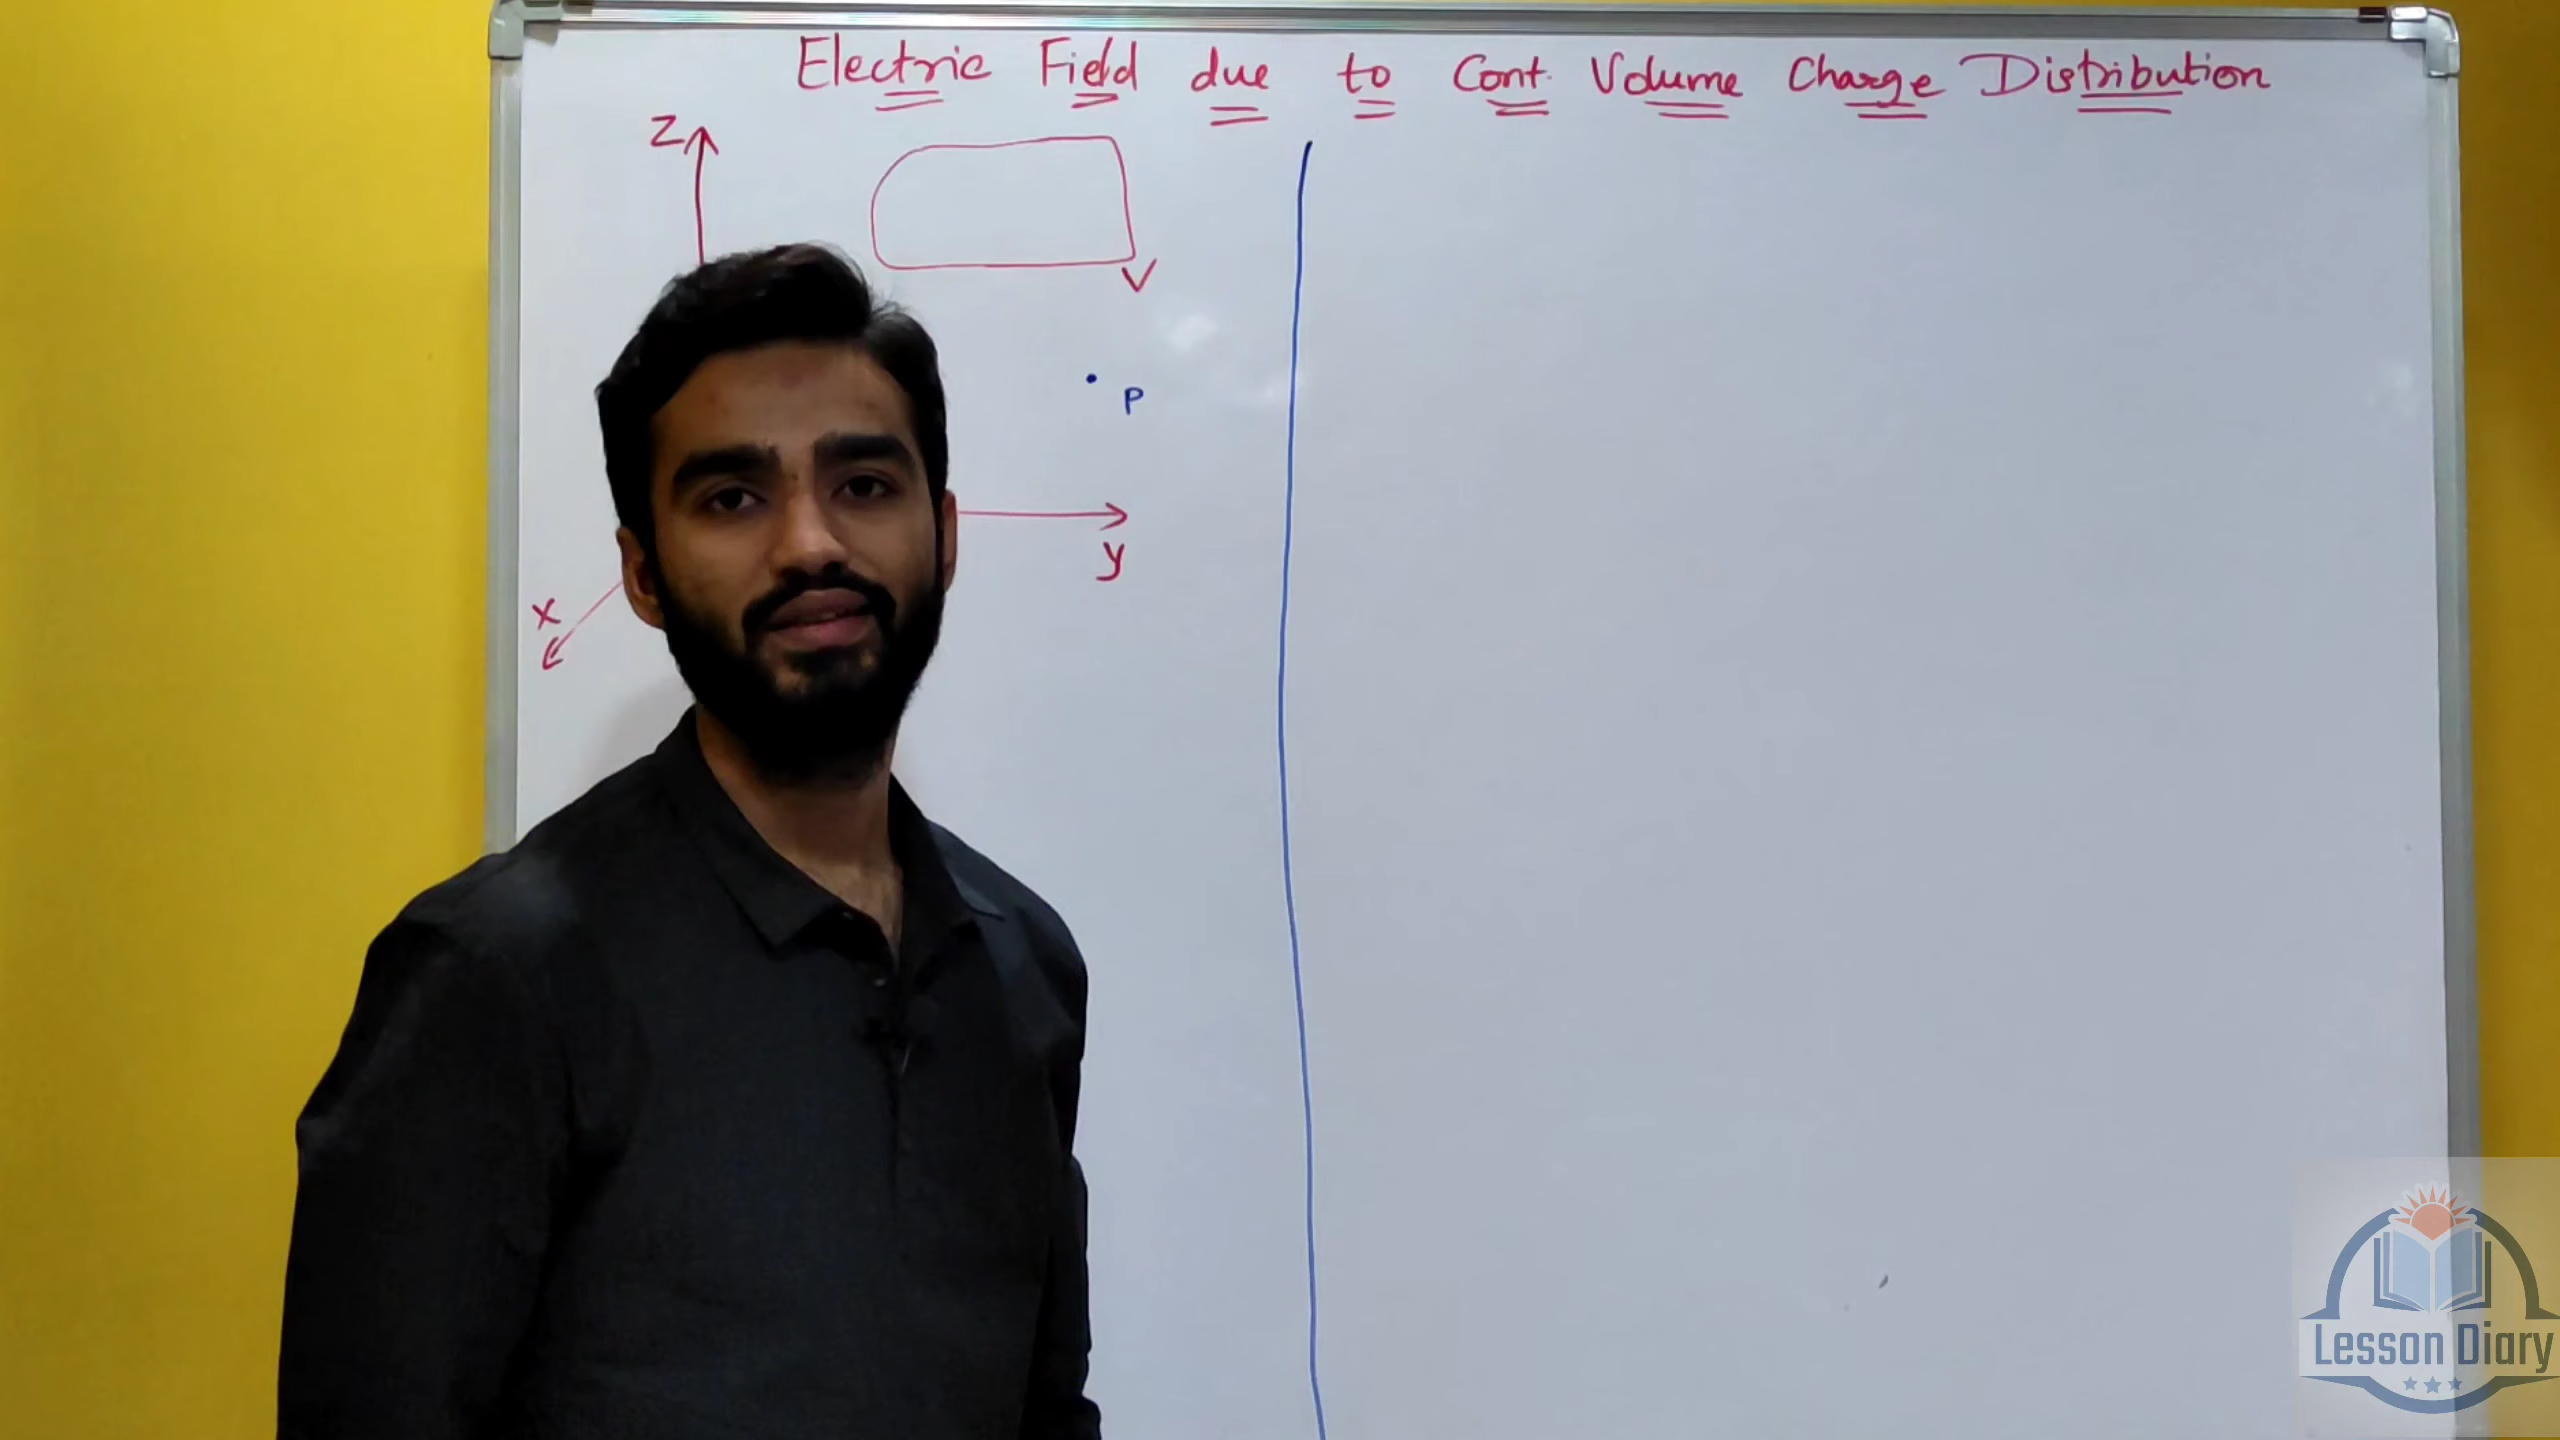 Electric Field due to Cont. Volume Charge Distribution
Z
V
P
y
x
Lesson Diary